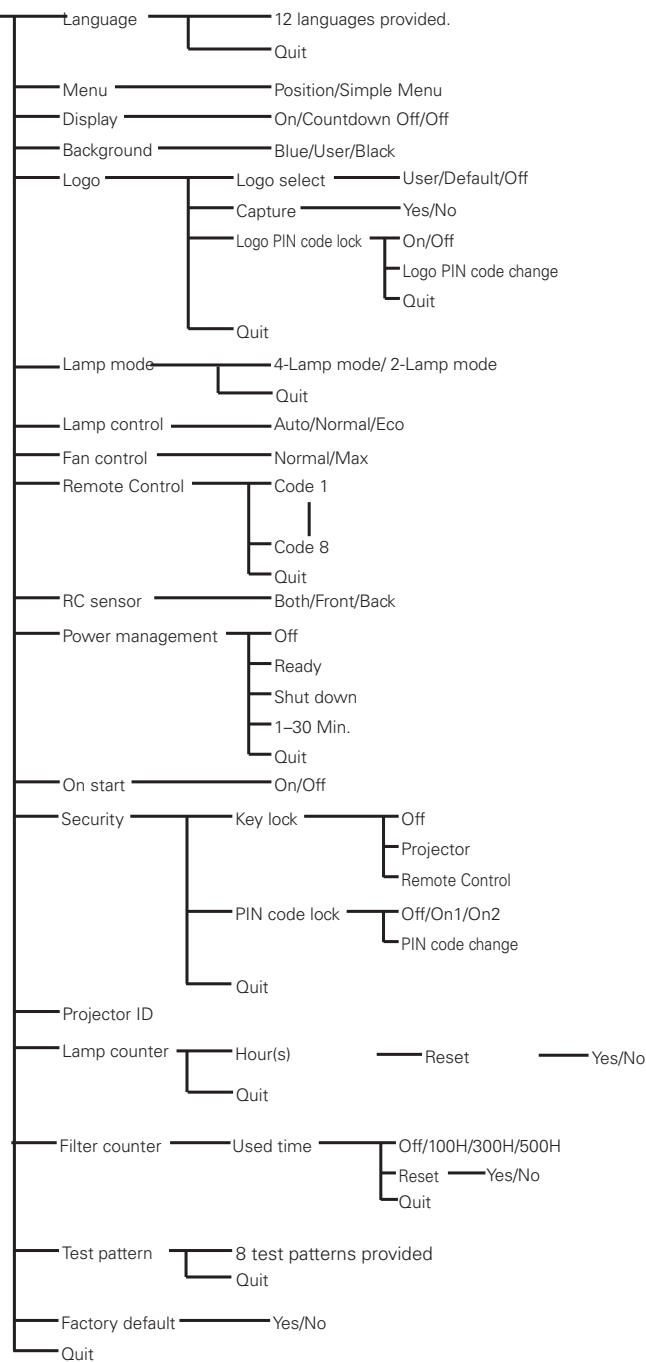 Language 12 languages provided.
Quit
Menu Position/Simple Menu
Display On/Countdown Off/Off
Background Blue/User/Black
Logo Logo select User/Default/Off
Capture Yes/No
Logo PIN code lock On/Off
Logo PIN code change
Quit
Quit
Lamp mode 4-Lamp mode/ 2-Lamp mode
Quit
Lamp control Auto/Normal/Eco
Fan control Normal/Max
Remote Control Code 1
Code 8
Quit
RC sensor Both/Front/Back
Power management Off
Ready
Shut down
1–30 Min.
Quit
On start On/Off
Security Key lock Off
Projector
Remote Control
PIN code lock Off/On1/On2
PIN code change
Quit
Projector ID
Lamp counter Hour(s) Reset Yes/No
Quit
Filter counter Used time Off/100H/300H/500H
Reset Yes/No
Quit
Test pattern 8 test patterns provided
Quit
Factory default Yes/No
Quit